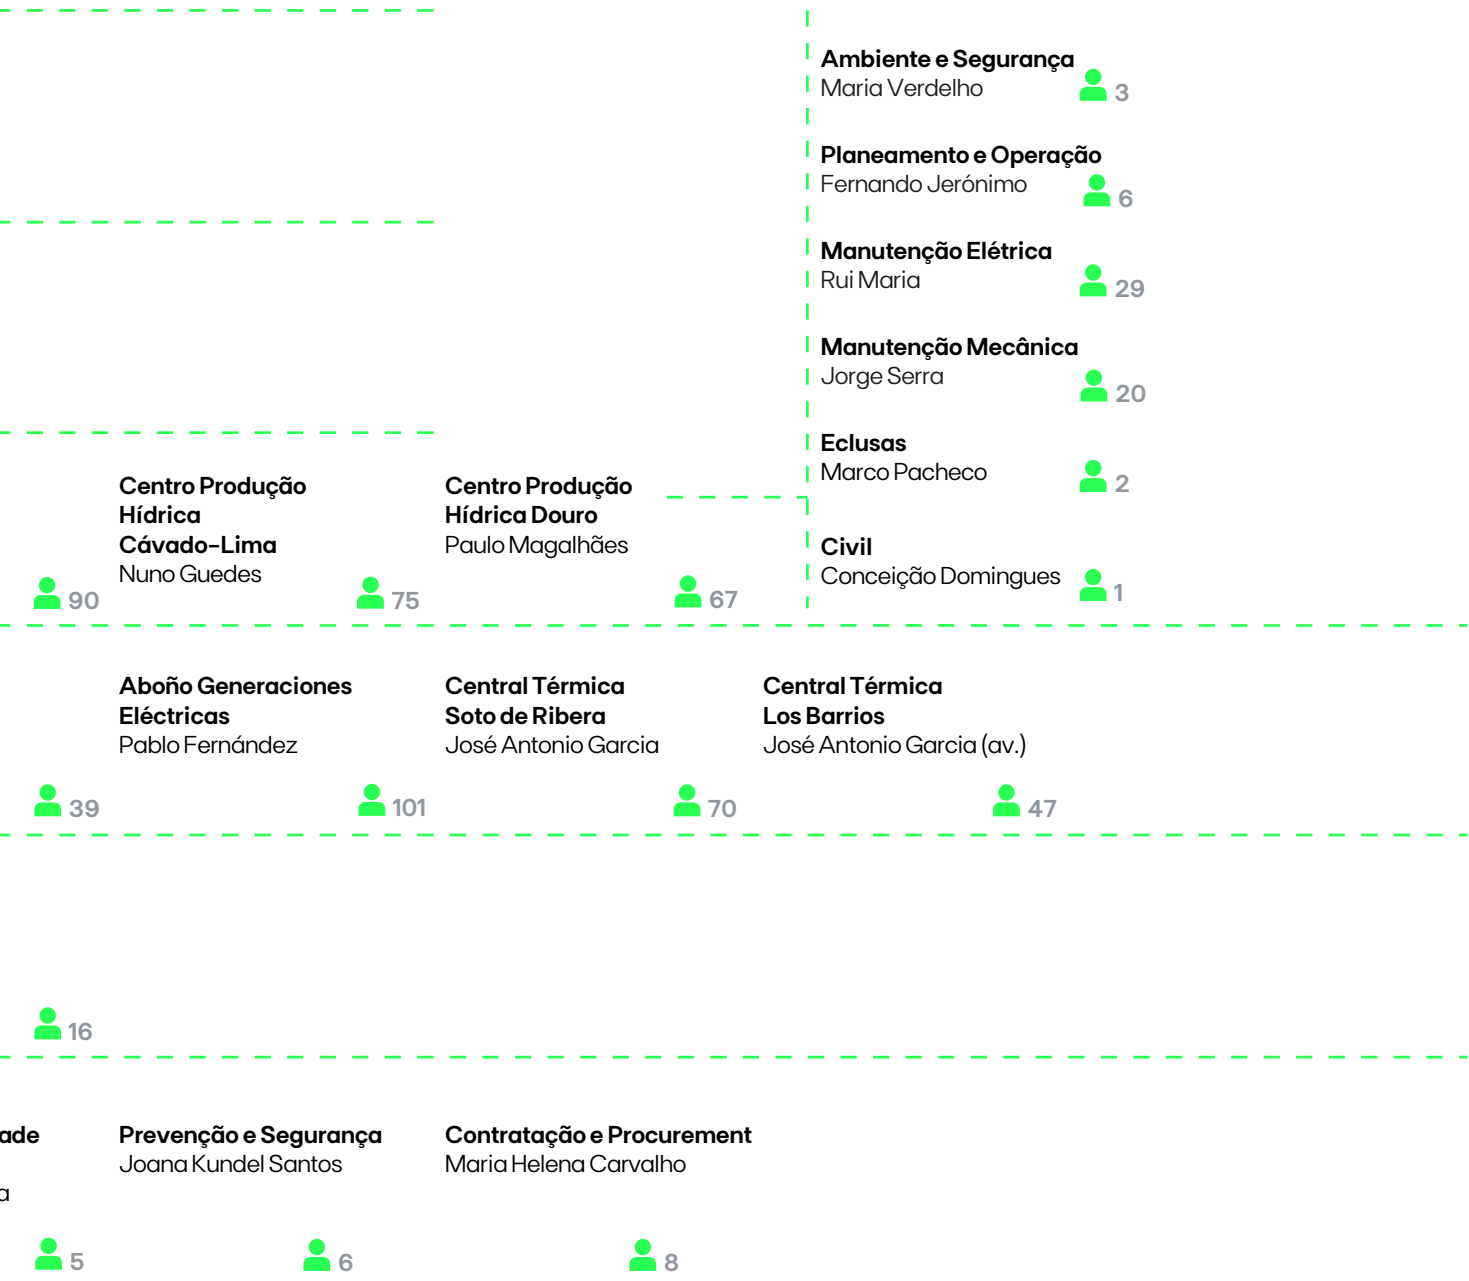 Ambiente e Segurança
Maria Verdelho
3
Planeamento e Operação
Fernando Jerónimo
6
Manutenção Elétrica
Rui Maria
29
Manutenção Mecânica
Jorge Serra
20
Eclusas
Marco Pacheco
2
Civil
Conceição Domingues
1
90
Centro Produção
Hídrica
Cávado-Lima
Nuno Guedes
75
Centro Produção
Hídrica Douro
Paulo Magalhães
67
39
Aboño Generaciones
Eléctricas
Pablo Fernández
101
Central Térmica
Soto de Ribera
José Antonio Garcia
70
Central Térmica
Los Barrios
José Antonio Garcia (av.)
47
16
ade
a
5
Prevenção e Segurança
Joana Kundel Santos
6
Contratação e Procurement
Maria Helena Carvalho
8